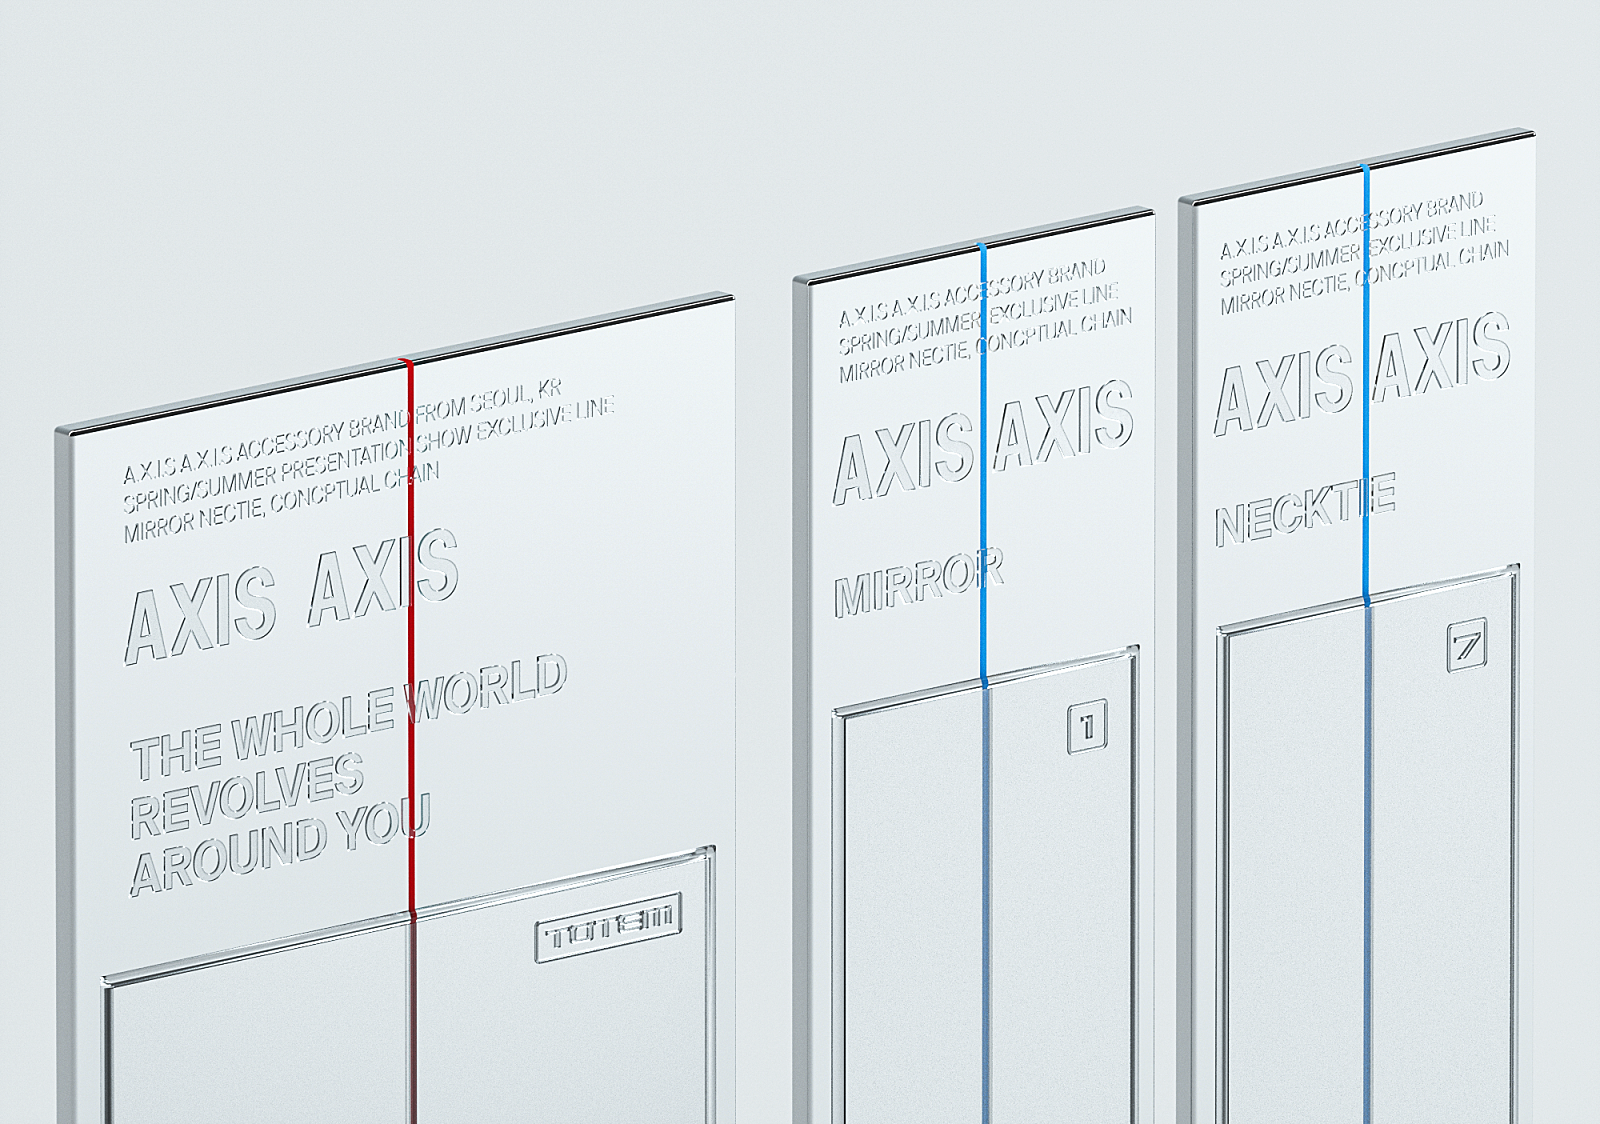 A.X.I.S A.X.I.S ACCESSORY BRAND FROM SEOUL, KR
SPRING/SUMMER PRESENTATION SHOW EXCLUSIVE LINE
MIRROR NECTIE, CONCPTUAL CHAIN
AXIS AXIS
THE WHOLE WORLD
REVOLVES
AROUND YOU
TOTEM
A.X.I.S A.X.I.S ACCESSORY BRAND
SPRING/SUMMER EXCLUSIVE LINE
MIRROR NECTIE, CONCPTUAL CHAIN
AXIS AXIS
MIRROR
1
A.X.I.S A.X.I.S ACCESSORY BRAND
SPRING/SUMMER EXCLUSIVE LINE
MIRROR NECTIE, CONCPTUAL CHAIN
AXIS AXIS
NECKTIE
7